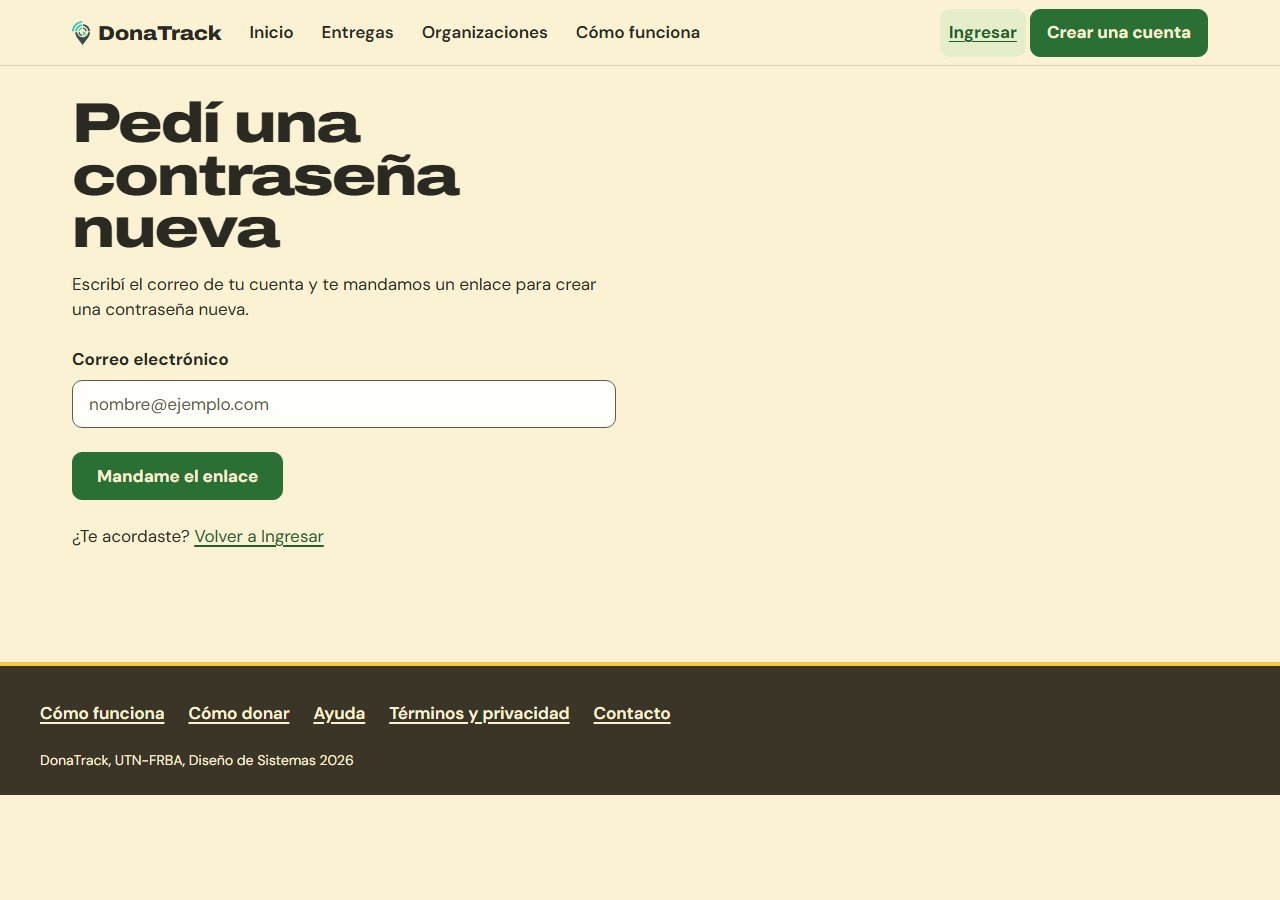 DonaTrack Inicio Entregas Organizaciones Cómo funciona Ingresar Crear una cuenta
Pedí una
contraseña
nueva
Escribí el correo de tu cuenta y te mandamos un enlace para crear
una contraseña nueva.
Correo electrónico
nombre@ejemplo.com
Mandame el enlace
¿Te acordaste? Volver a Ingresar
Cómo funciona Cómo donar Ayuda Términos y privacidad Contacto
DonaTrack, UTN-FRBA, Diseño de Sistemas 2026